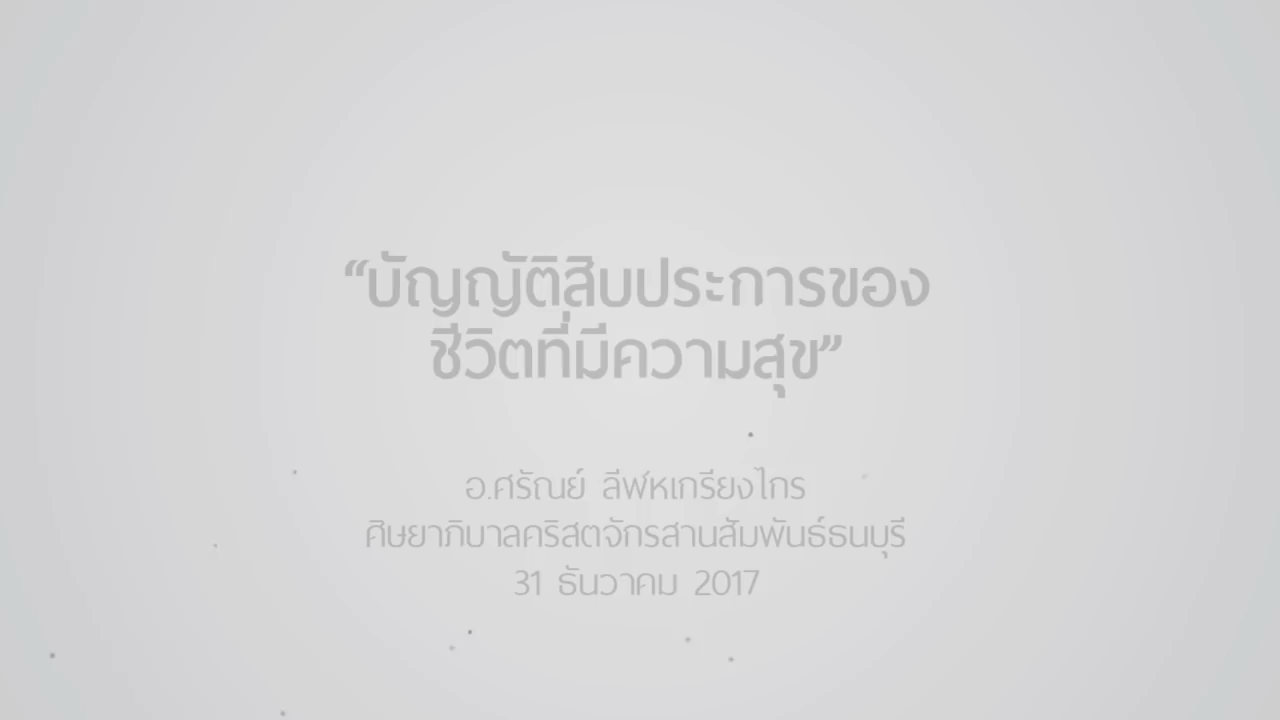 “บัญญัติสิบประการของ
ชีวิตที่มีความสุข”
อ.ศรัณย์ ลีฬหเกรียงไกร
ศิษยาภิบาลคริสตจักรสานสัมพันธ์ธนบุรี
31 ธันวาคม 2017